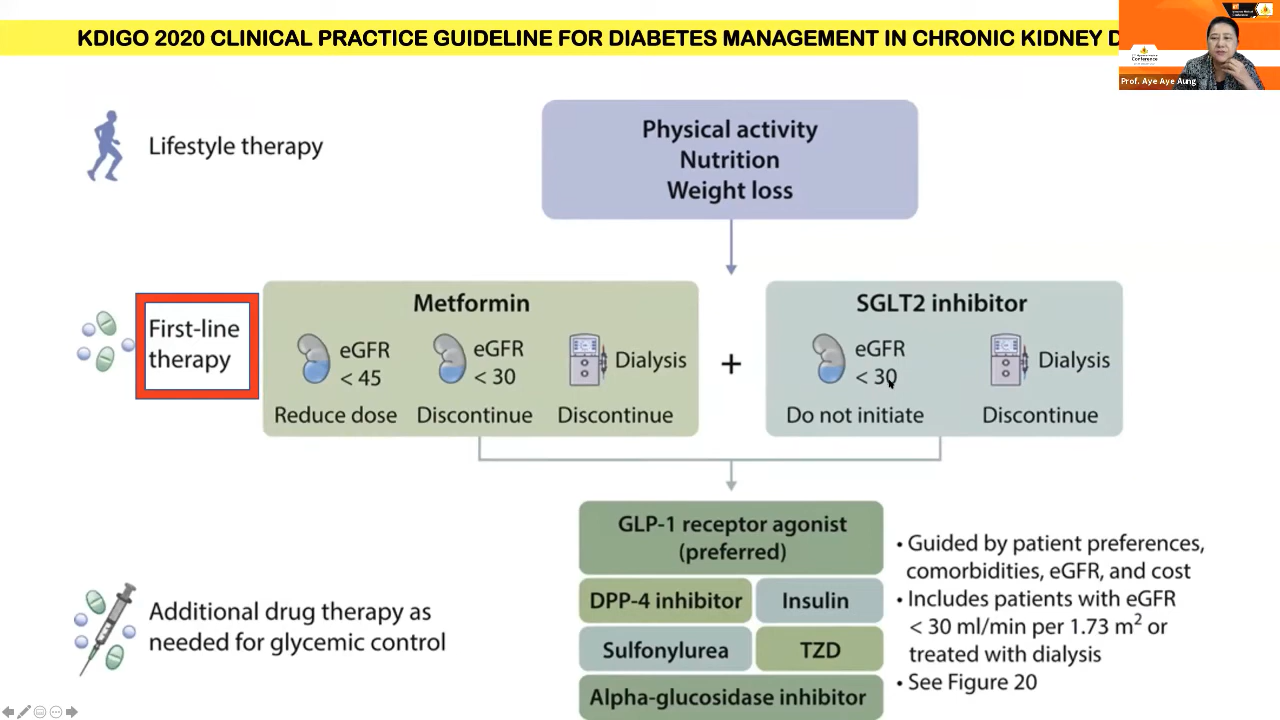 KDIGO 2020 CLINICAL PRACTICE GUIDELINE FOR DIABETES MANAGEMENT IN CHRONIC KIDNEY D
Conference
Prof. Aye Aye Aung
Lifestyle therapy
Physical activity
Nutrition
Weight loss
First-line
therapy
Metformin
eGFR
< 45
Reduce dose
eGFR
< 30
Discontinue
Dialysis
Discontinue
+
SGLT2 inhibitor
eGFR
< 30
Do not initiate
Dialysis
Discontinue
Additional drug therapy as
needed for glycemic control
GLP-1 receptor agonist
(preferred)
DPP-4 inhibitor
Insulin
Sulfonylurea
TZD
Alpha-glucosidase inhibitor
• Guided by patient preferences,
comorbidities, eGFR, and cost
• Includes patients with eGFR
< 30 ml/min per 1.73 m² or
treated with dialysis
• See Figure 20